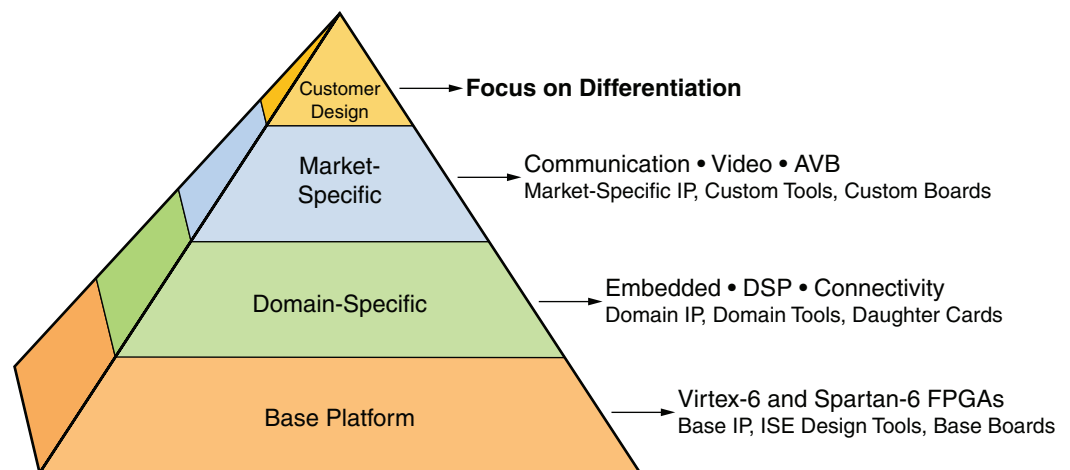 Customer
Design
Focus on Differentiation
Market-
Specific
Communication • Video • AVB
Market-Specific IP, Custom Tools, Custom Boards
Domain-Specific
Embedded • DSP • Connectivity
Domain IP, Domain Tools, Daughter Cards
Base Platform
Virtex-6 and Spartan-6 FPGAs
Base IP, ISE Design Tools, Base Boards